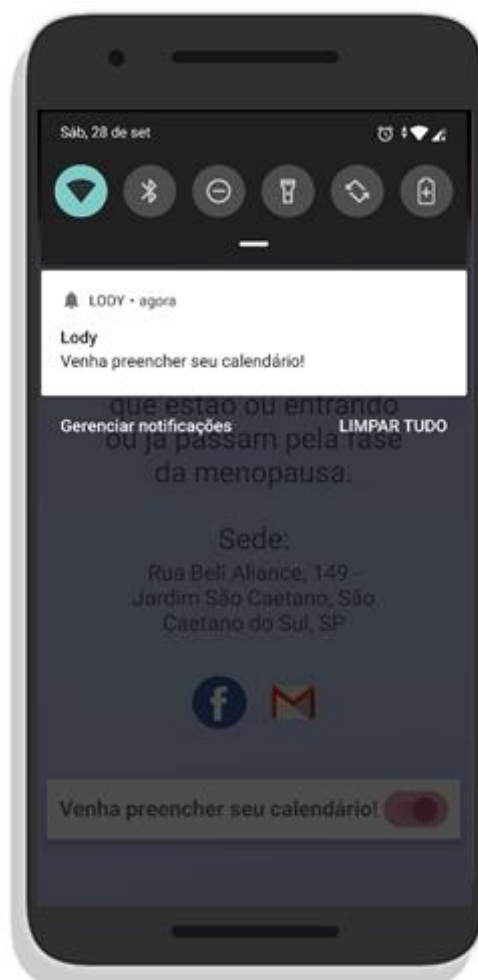 Sáb, 28 de set
LODY • agora
Lody
Venha preencher seu calendário!
que estão ou entrando
Gerenciar notificações
LIMPAR TUDO
ou já passam pela fase
da menopausa.
Sede:
Rua Bell Aliance, 149 -
Jardim São Caetano, São
Caetano do Sul, SP
Venha preencher seu calendário!